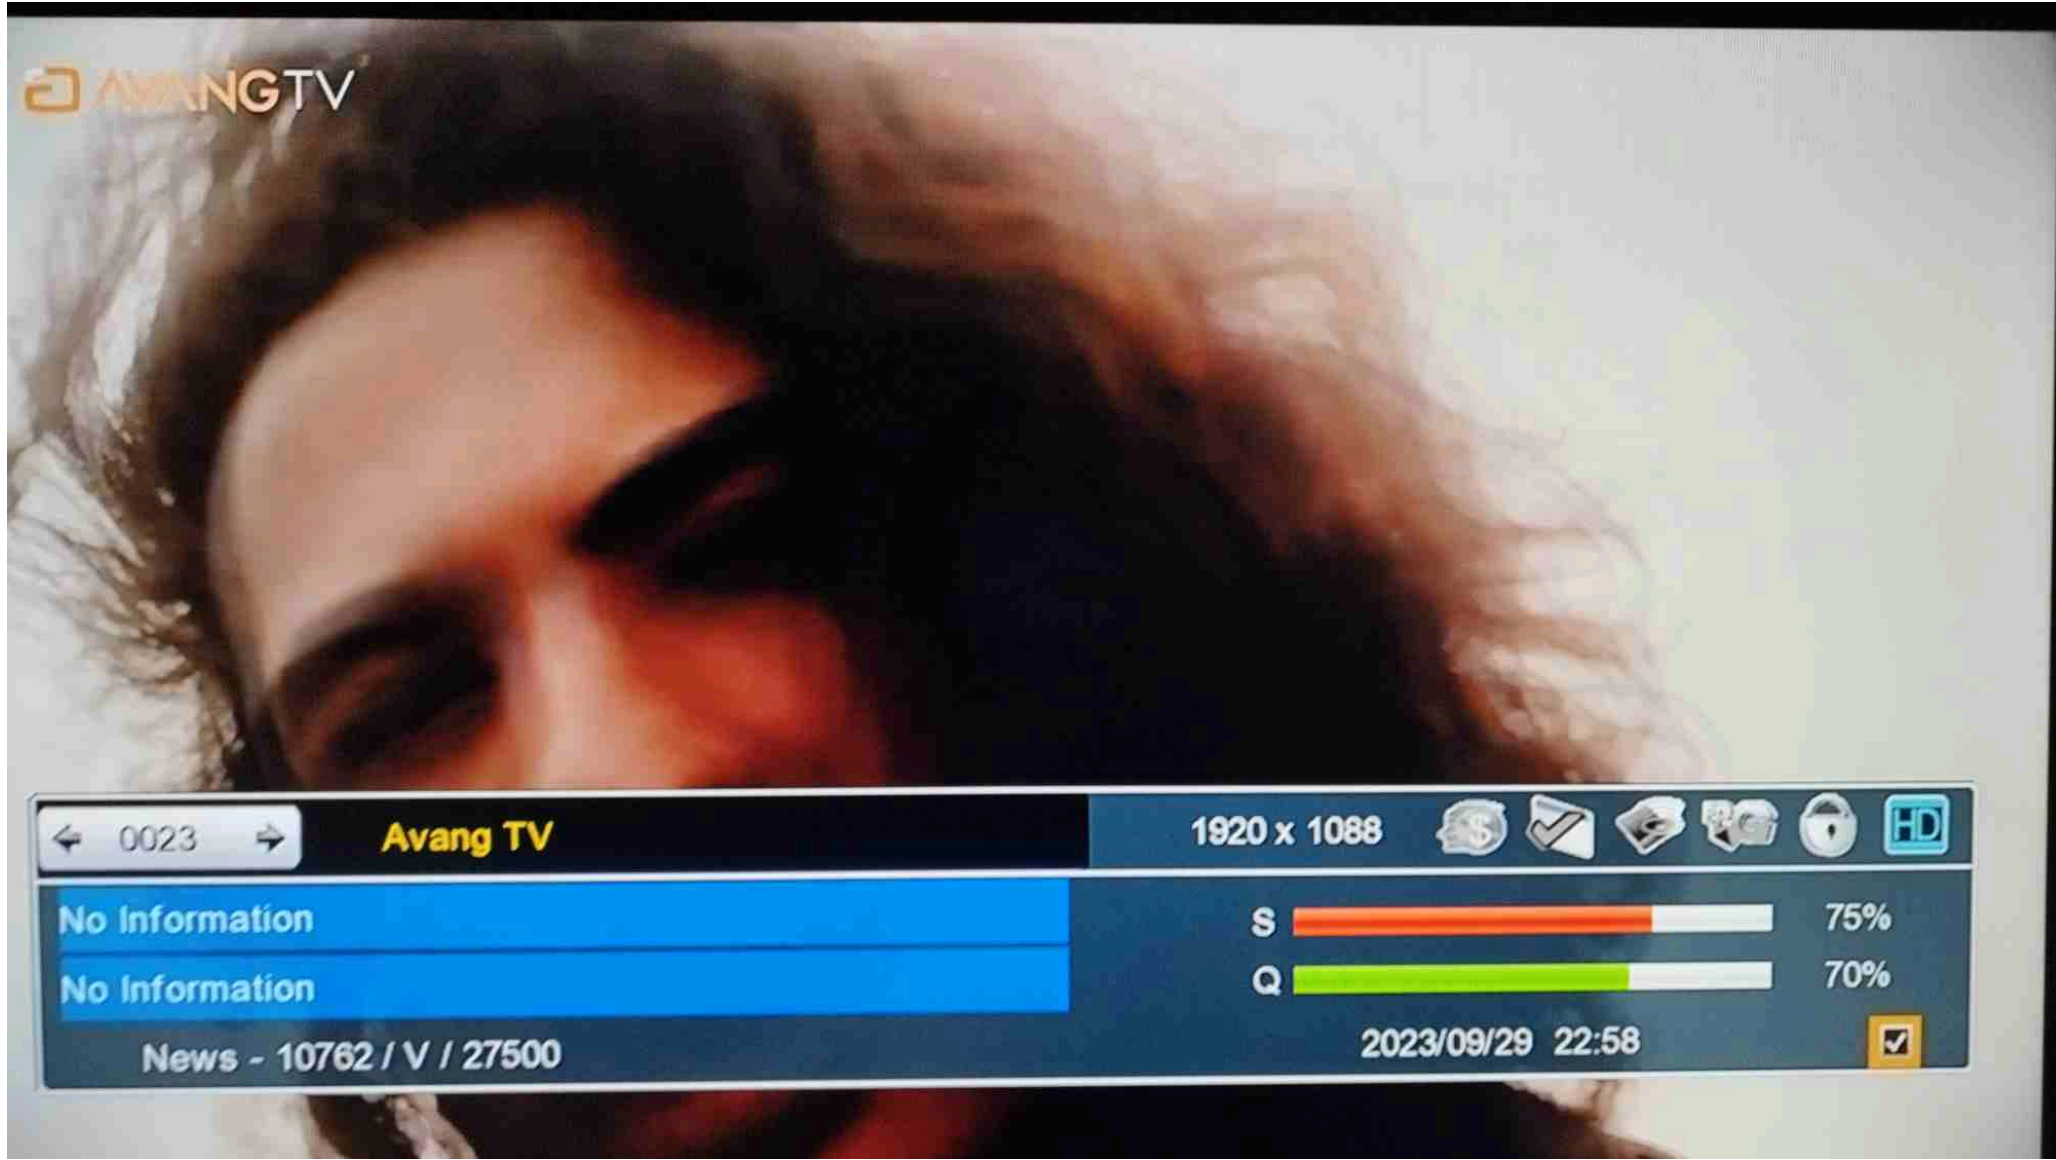 AVANGTV
0023
Avang TV
1920 x 1088
HD
No Information
S 75%
No Information
Q 70%
News - 10762 / V / 27500
2023/09/29 22:58